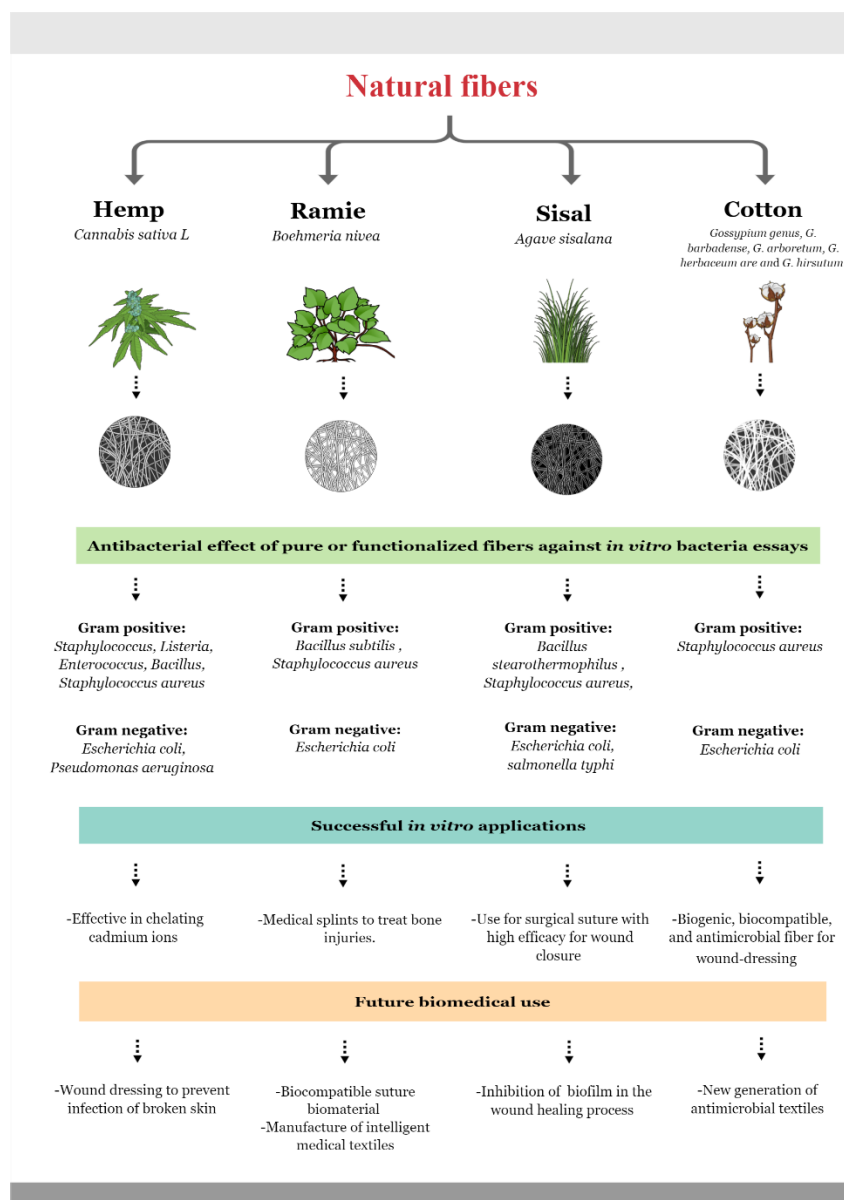 Natural fibers
Hemp
Cannabis sativa L
Ramie
Boehmeria nivea
Sisal
Agave sisalana
Cotton
Gossypium genus, G.
barbadense, G. arboretum, G.
herbaceum are and G. hirsutum
Antibacterial effect of pure or functionalized fibers against in vitro bacteria essays
Gram positive:
Staphylococcus, Listeria,
Enterococcus, Bacillus,
Staphylococcus aureus
Gram positive:
Bacillus subtilis ,
Staphylococcus aureus
Gram positive:
Bacillus
stearothermophilus ,
Staphylococcus aureus,
Gram positive:
Staphylococcus aureus
Gram negative:
Escherichia coli,
Pseudomonas aeruginosa
Gram negative:
Escherichia coli
Gram negative:
Escherichia coli,
salmonella typhi
Gram negative:
Escherichia coli
Successful in vitro applications
-Effective in chelating
cadmium ions
-Medical splints to treat bone
injuries.
-Use for surgical suture with
high efficacy for wound
closure
-Biogenic, biocompatible,
and antimicrobial fiber for
wound-dressing
Future biomedical use
-Wound dressing to prevent
infection of broken skin
-Biocompatible suture
biomaterial
-Manufacture of intelligent
medical textiles
-Inhibition of biofilm in the
wound healing process
-New generation of
antimicrobial textiles